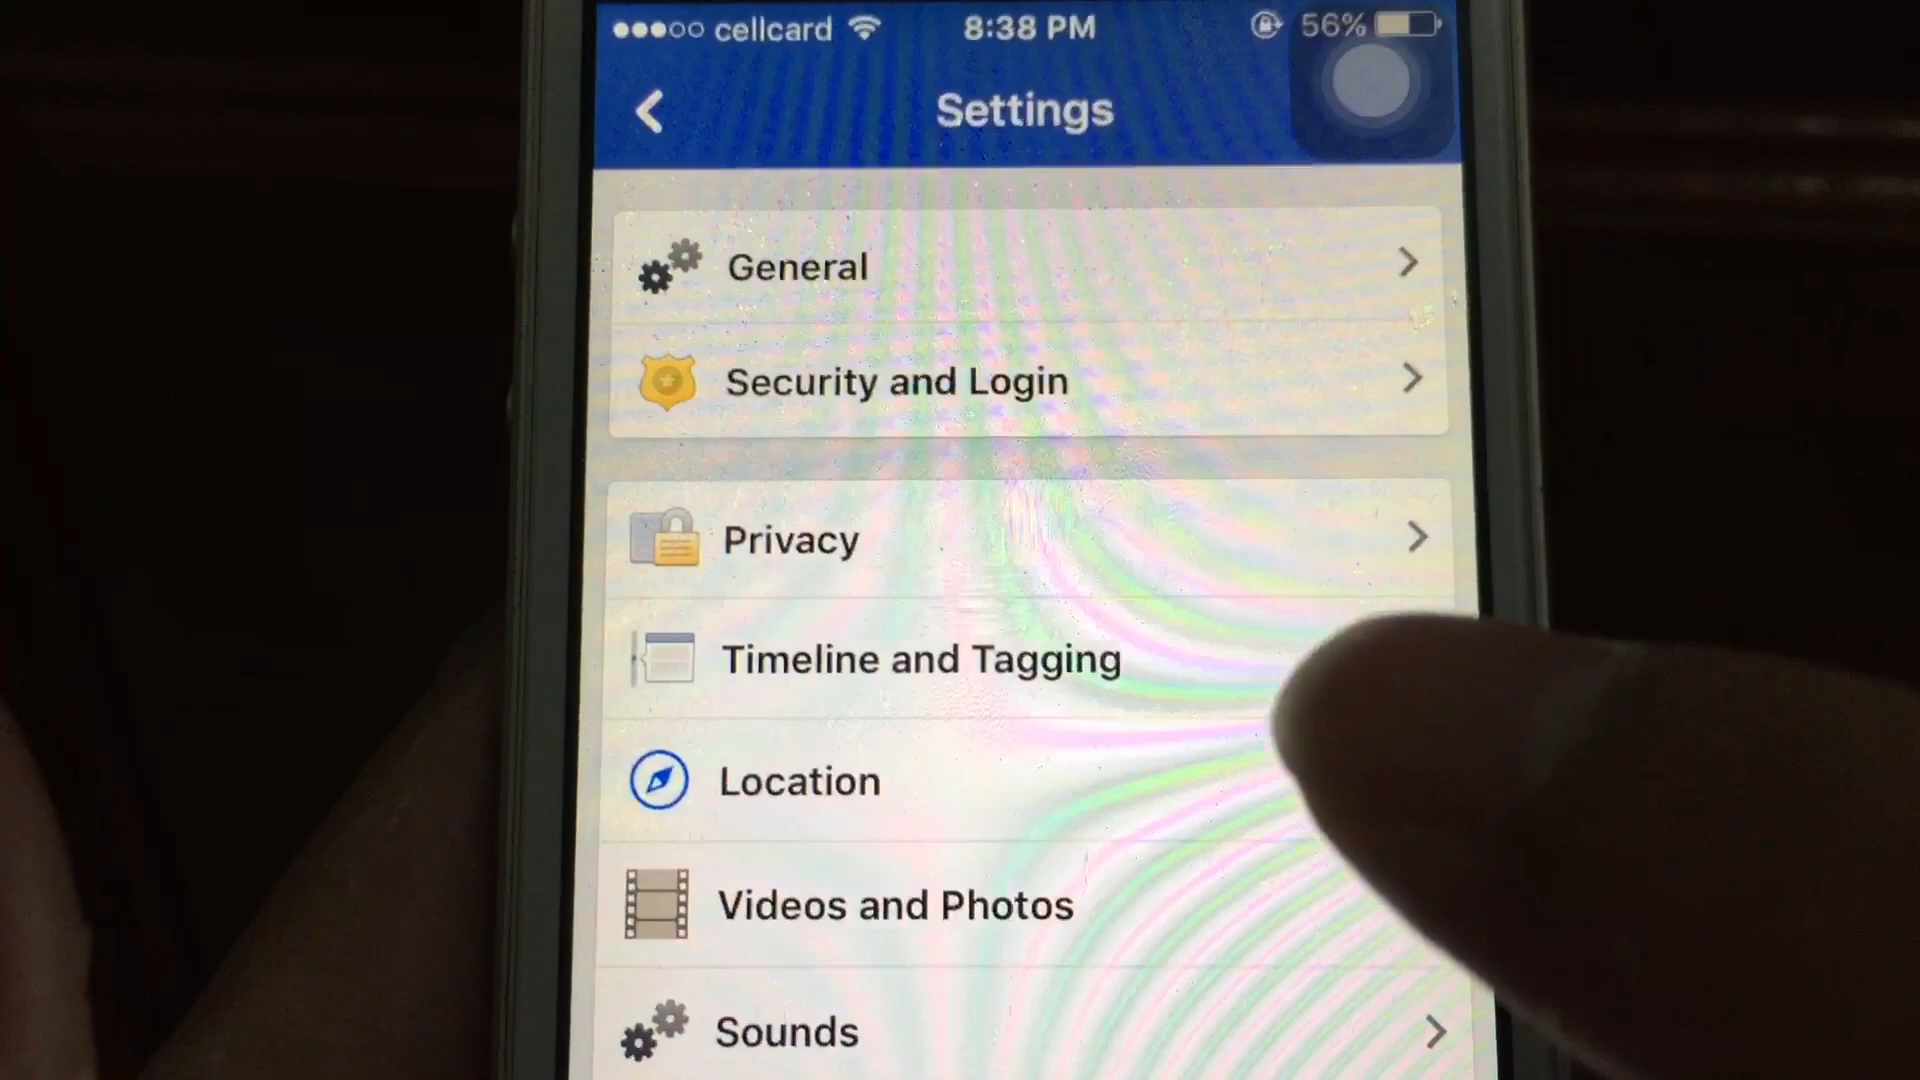 cellcard 8:38 PM 56%
Settings
General
Security and Login
Privacy
Timeline and Tagging
Location
Videos and Photos
Sounds